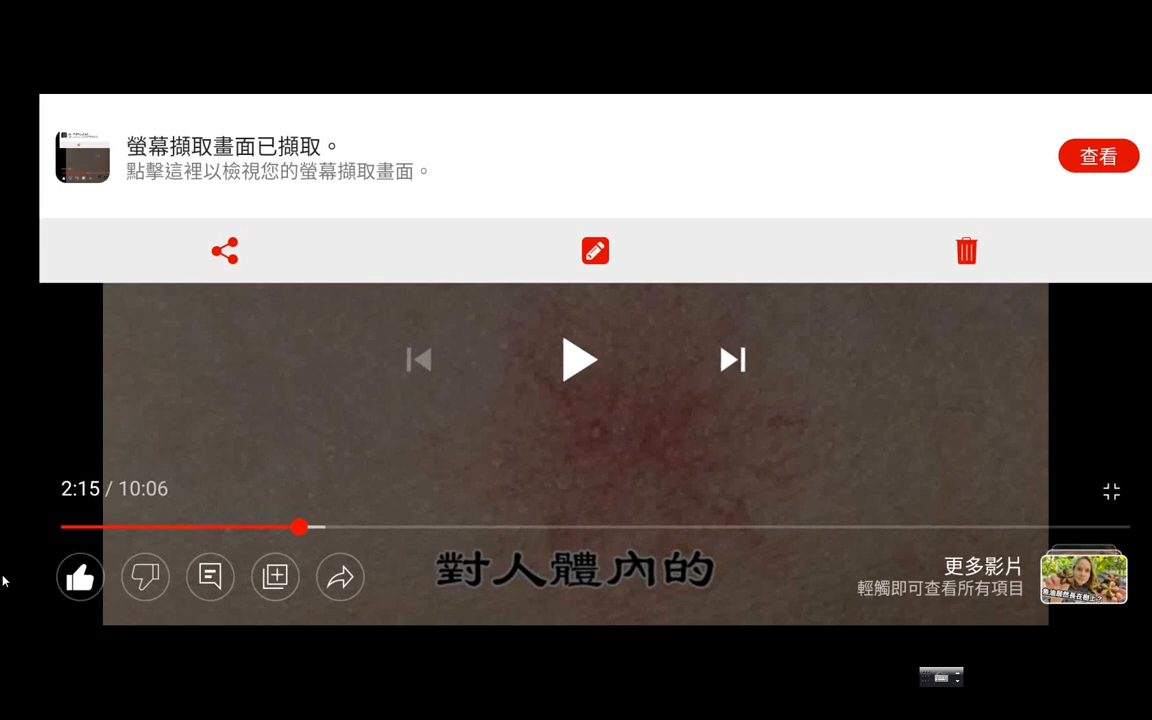 螢幕擷取畫面已擷取。
點擊這裡以檢視您的螢幕擷取畫面。
查看
2:15 / 10:06
對人體內的
更多影片
輕觸即可查看所有項目